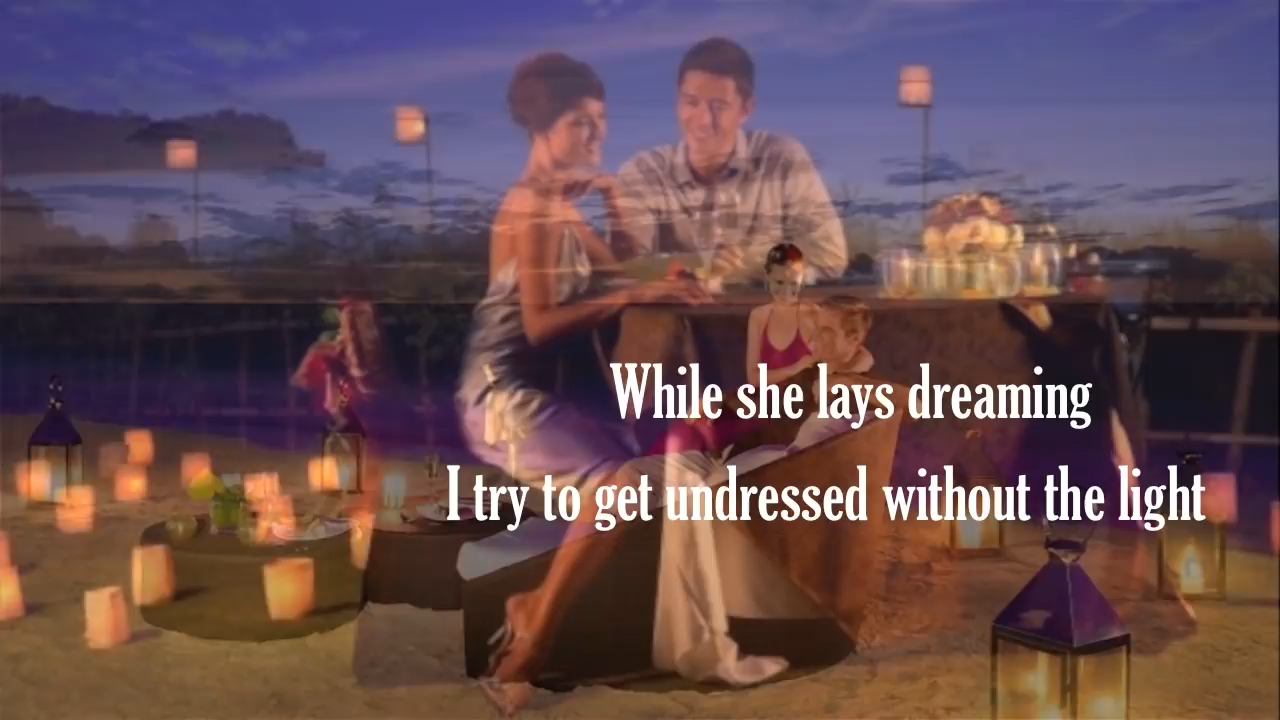 While she lays dreaming
I try to get undressed without the light